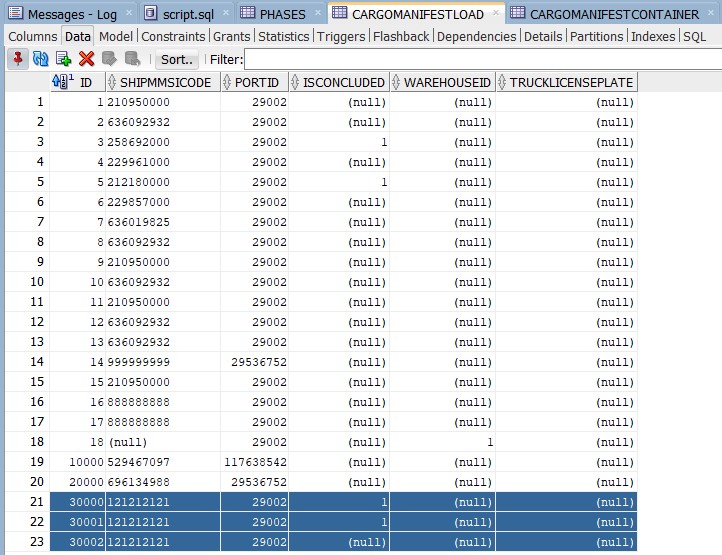 Messages - Log × script.sql × PHASES × CARGOMANIFESTLOAD × CARGOMANIFESTCONTAINER ×
Columns Data Model Constraints Grants Statistics Triggers Flashback Dependencies Details Partitions Indexes SQL
Sort.. Filter:
ID SHIPMMSICODE PORTID ISCONCLUDED WAREHOUSEID TRUCKLICENSEPLATE
1 1 210950000 29002 (null) (null) (null)
2 2 636092932 29002 (null) (null) (null)
3 3 258692000 29002 1 (null) (null)
4 4 229961000 29002 (null) (null) (null)
5 5 212180000 29002 1 (null) (null)
6 6 229857000 29002 (null) (null) (null)
7 7 636019825 29002 (null) (null) (null)
8 8 636092932 29002 (null) (null) (null)
9 9 210950000 29002 (null) (null) (null)
10 10 636092932 29002 (null) (null) (null)
11 11 210950000 29002 (null) (null) (null)
12 12 636092932 29002 (null) (null) (null)
13 13 636092932 29002 (null) (null) (null)
14 14 999999999 29536752 (null) (null) (null)
15 15 210950000 29002 (null) (null) (null)
16 16 888888888 29002 (null) (null) (null)
17 17 888888888 29002 (null) (null) (null)
18 18 (null) 29002 (null) 1 (null)
19 10000 529467097 117638542 (null) (null) (null)
20 20000 696134988 29536752 (null) (null) (null)
21 30000 121212121 29002 1 (null) (null)
22 30001 121212121 29002 1 (null) (null)
23 30002 121212121 29002 (null) (null) (null)